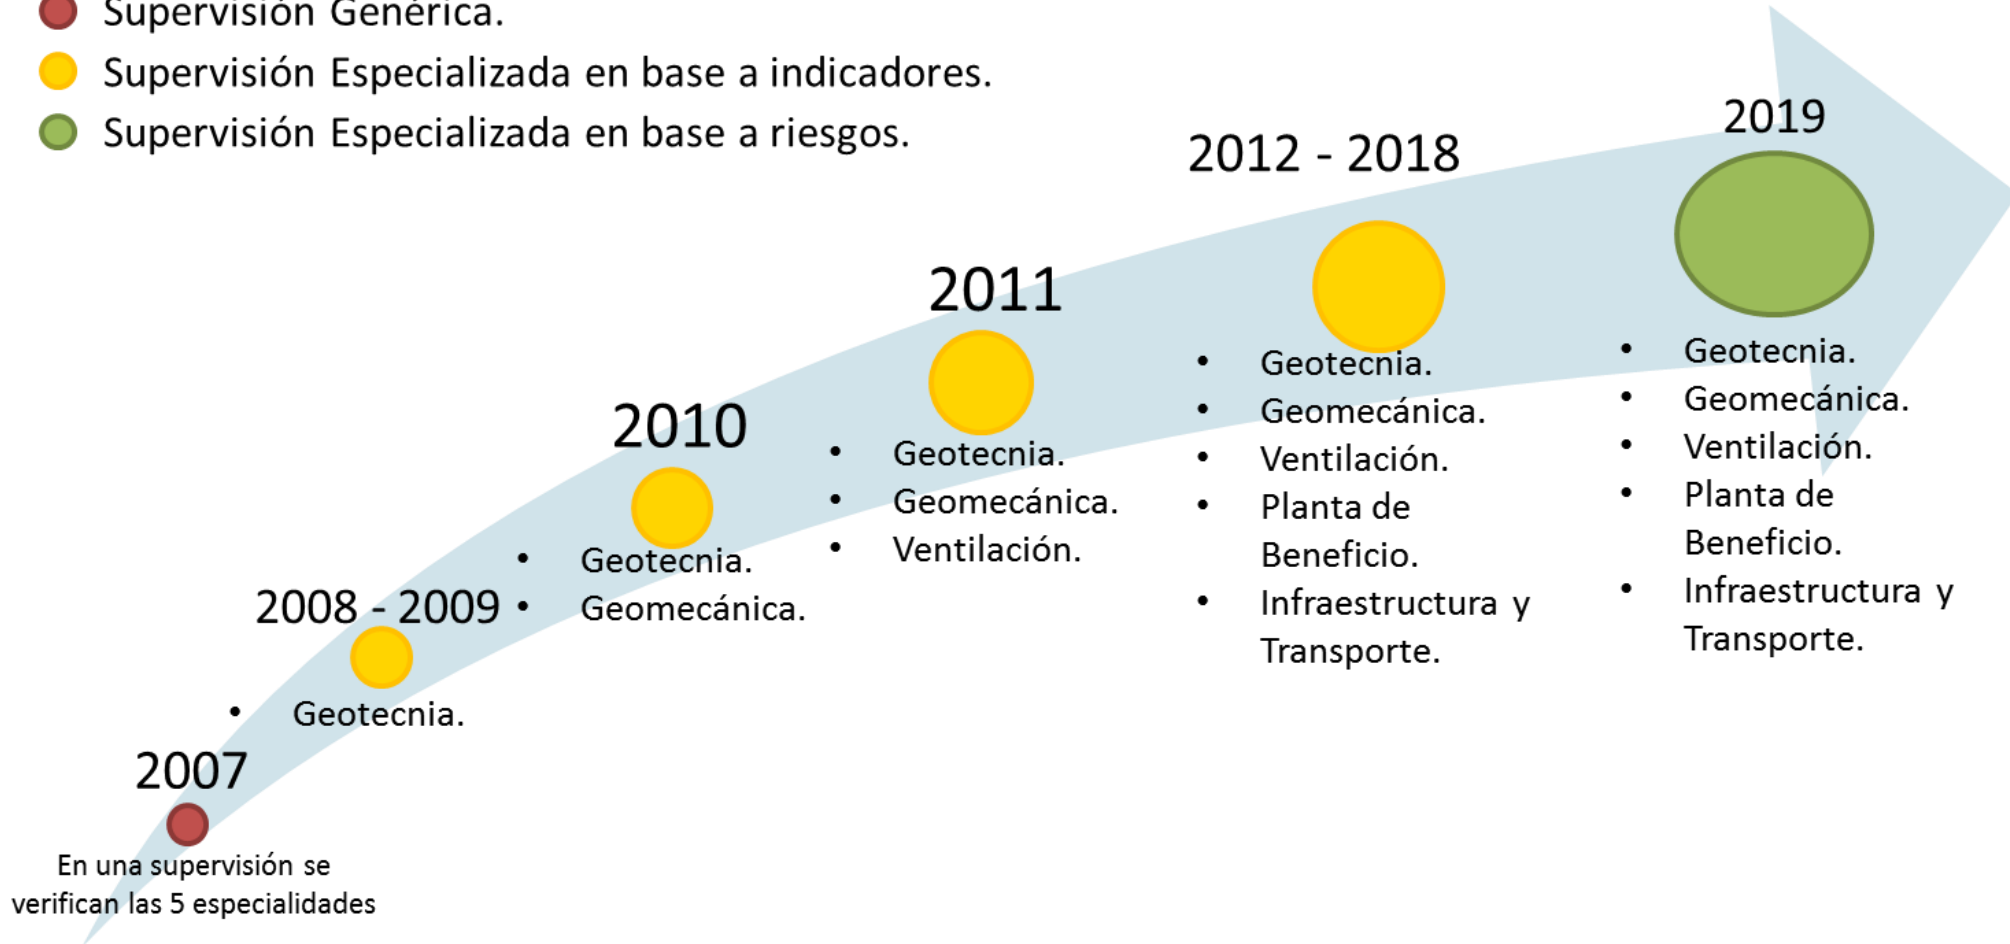 Supervisión Genérica.
Supervisión Especializada en base a indicadores.
Supervisión Especializada en base a riesgos.
2007
En una supervisión se
verifican las 5 especialidades
2008 - 2009
• Geotecnia.
2010
• Geotecnia.
• Geomecánica.
2011
• Geotecnia.
• Geomecánica.
• Ventilación.
2012 - 2018
• Geotecnia.
• Geomecánica.
• Ventilación.
• Planta de
Beneficio.
• Infraestructura y
Transporte.
2019
• Geotecnia.
• Geomecánica.
• Ventilación.
• Planta de
Beneficio.
• Infraestructura y
Transporte.